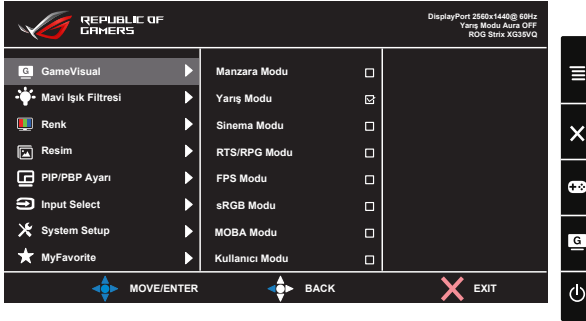 REPUBLIC OF
GAMERS
DisplayPort 2560x1440@ 60Hz
Yarış Modu Aura OFF
ROG Strix XG35VQ
G GameVisual
Mavi Işık Filtresi
Renk
Resim
PIP/PBP Ayarı
Input Select
System Setup
MyFavorite
Manzara Modu
Yarış Modu
Sinema Modu
RTS/RPG Modu
FPS Modu
sRGB Modu
MOBA Modu
Kullanıcı Modu
MOVE/ENTER
BACK
EXIT
G